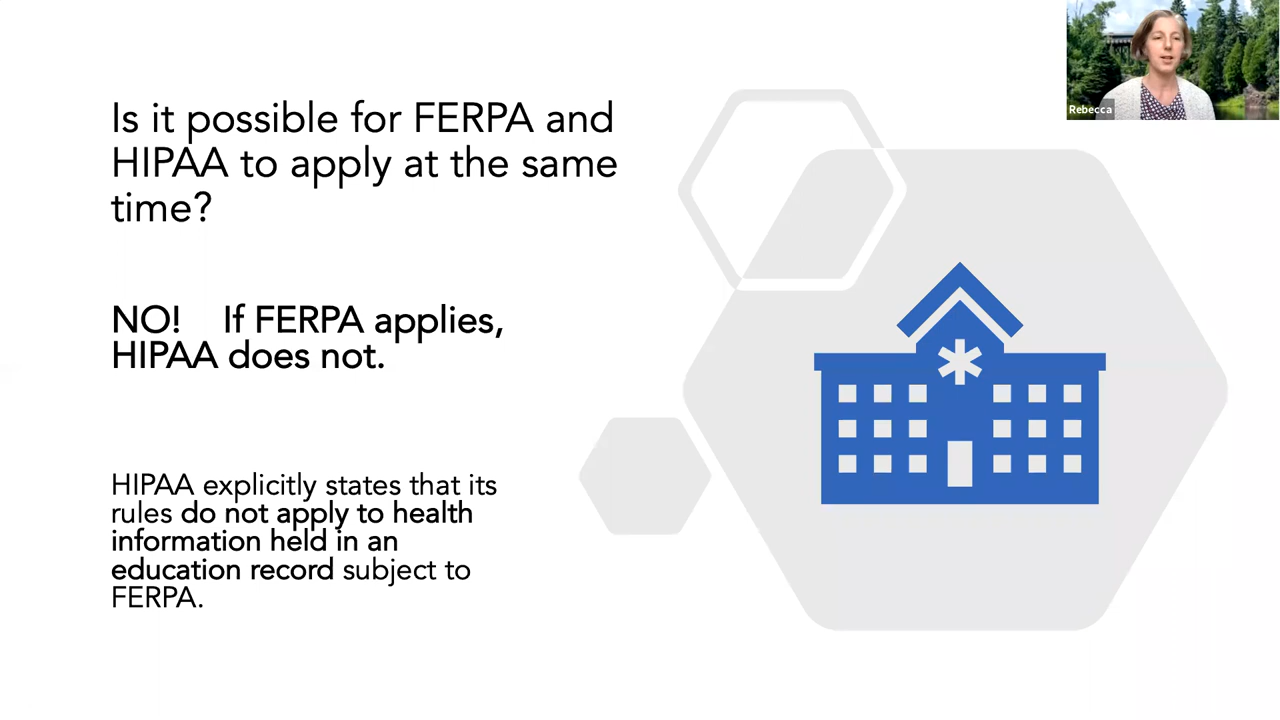 Is it possible for FERPA and
HIPAA to apply at the same
time?
NO! If FERPA applies,
HIPAA does not.
HIPAA explicitly states that its
rules do not apply to health
information held in an
education record subject to
FERPA.
Rebecca